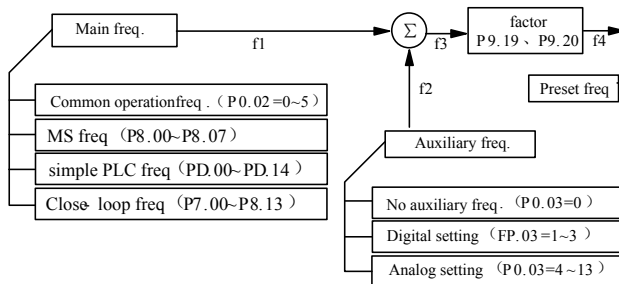 Main freq.
f1
Σ
f3
factor
P9.19、P9.20
f4
f2
Preset freq
Common operationfreq .（P0.02=0~5）
MS freq（P8.00~P8.07）
simple PLC freq（PD.00~PD.14）
Close- loop freq（P7.00~P8.13）
Auxiliary freq.
No auxiliary freq.（P0.03=0）
Digital setting（FP.03=1~3）
Analog setting（P0.03=4~13）